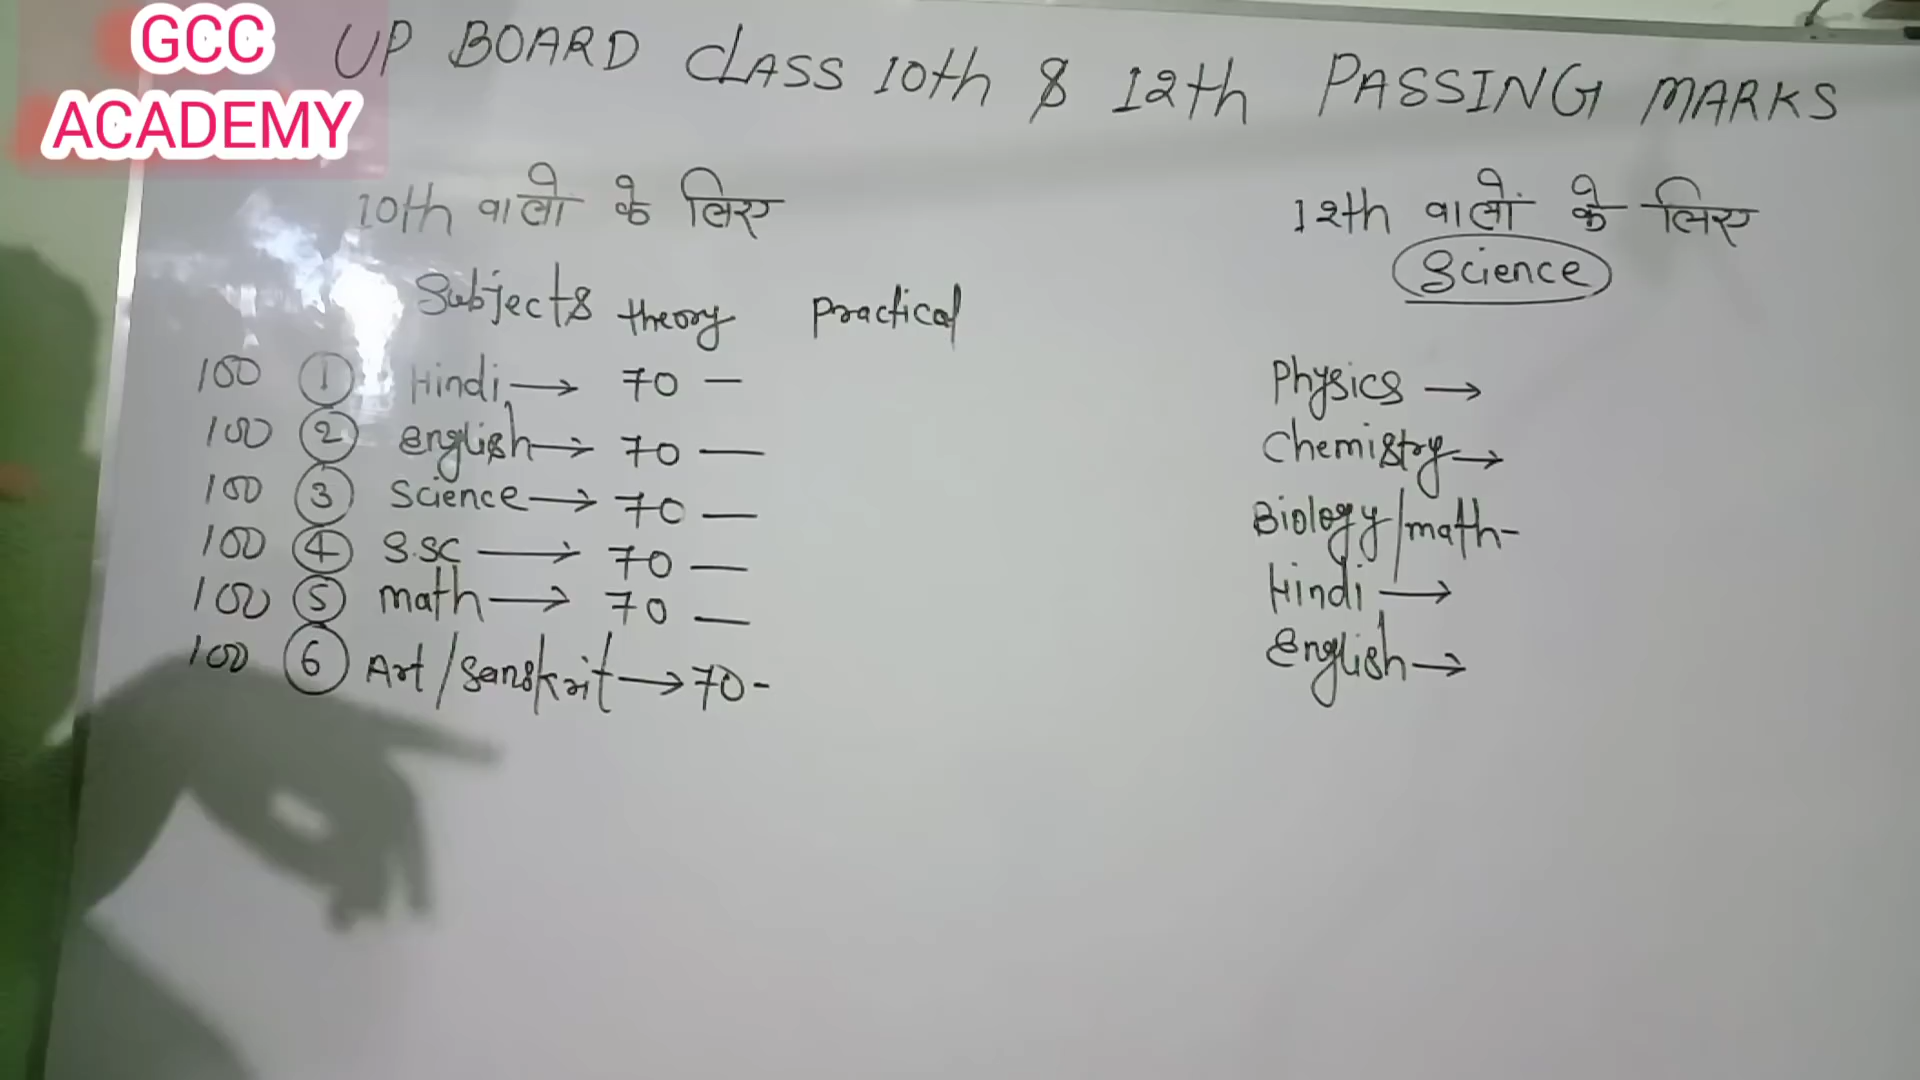 GCC
ACADEMY
UP BOARD CLASS 10th & 12th PASSING MARKS
10th वालो के लिए
Subjects theory Practical
100 1 Hindi → 70 —
100 2 English → 70 —
100 3 Science → 70 —
100 4 S.SC → 70 —
100 5 math → 70 —
100 6 Art/Sanskrit → 70 -
12th वालों के लिए
Science
Physics →
Chemistry →
Biology/math-
Hindi →
English →